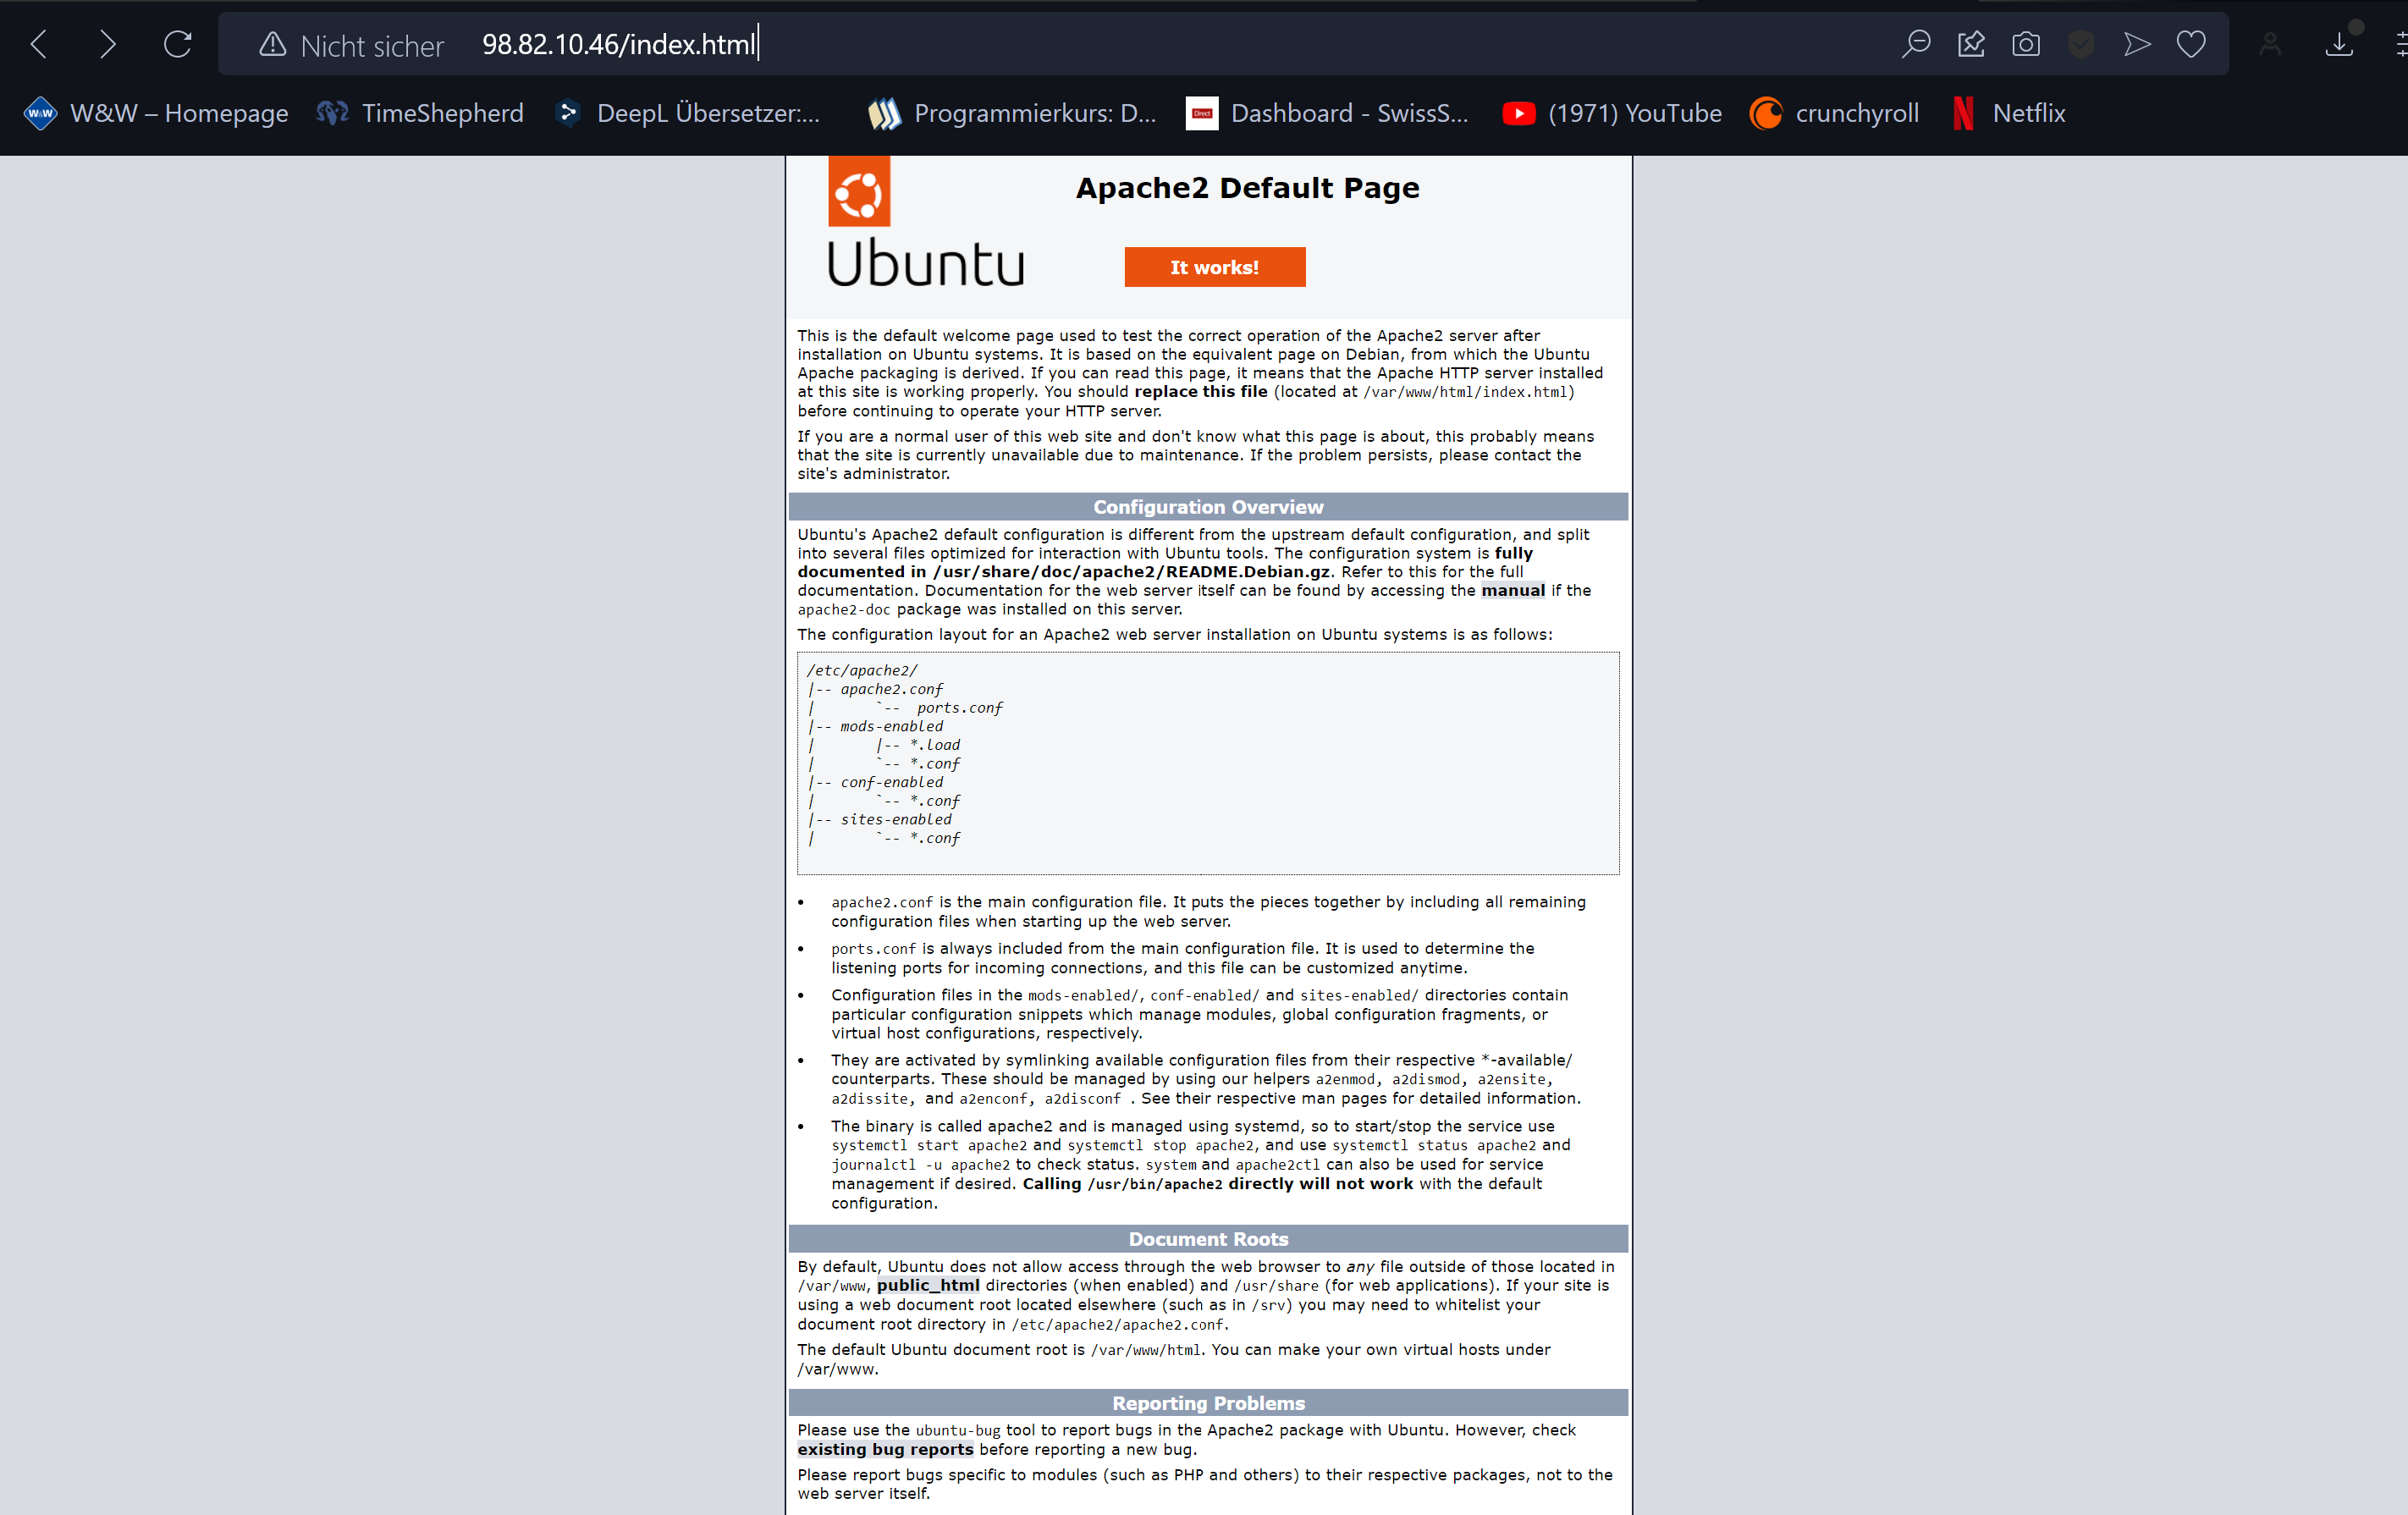 Nicht sicher 98.82.10.46/index.html
W&W – Homepage TimeShepherd DeepL Übersetzer:... Programmierkurs: D... Dashboard - SwissS... (1971) YouTube crunchyroll Netflix
Apache2 Default Page
Ubuntu
It works!
This is the default welcome page used to test the correct operation of the Apache2 server after
installation on Ubuntu systems. It is based on the equivalent page on Debian, from which the Ubuntu
Apache packaging is derived. If you can read this page, it means that the Apache HTTP server installed
at this site is working properly. You should replace this file (located at /var/www/html/index.html)
before continuing to operate your HTTP server.
If you are a normal user of this web site and don't know what this page is about, this probably means
that the site is currently unavailable due to maintenance. If the problem persists, please contact the
site's administrator.
Configuration Overview
Ubuntu's Apache2 default configuration is different from the upstream default configuration, and split
into several files optimized for interaction with Ubuntu tools. The configuration system is fully
documented in /usr/share/doc/apache2/README.Debian.gz. Refer to this for the full
documentation. Documentation for the web server itself can be found by accessing the manual if the
apache2-doc package was installed on this server.
The configuration layout for an Apache2 web server installation on Ubuntu systems is as follows:
/etc/apache2/
|-- apache2.conf
|       `--  ports.conf
|-- mods-enabled
|       |-- *.load
|       `-- *.conf
|-- conf-enabled
|       `-- *.conf
|-- sites-enabled
|       `-- *.conf
• apache2.conf is the main configuration file. It puts the pieces together by including all remaining
configuration files when starting up the web server.
• ports.conf is always included from the main configuration file. It is used to determine the
listening ports for incoming connections, and this file can be customized anytime.
• Configuration files in the mods-enabled/, conf-enabled/ and sites-enabled/ directories contain
particular configuration snippets which manage modules, global configuration fragments, or
virtual host configurations, respectively.
• They are activated by symlinking available configuration files from their respective *-available/
counterparts. These should be managed by using our helpers a2enmod, a2dismod, a2ensite,
a2dissite, and a2enconf, a2disconf . See their respective man pages for detailed information.
• The binary is called apache2 and is managed using systemd, so to start/stop the service use
systemctl start apache2 and systemctl stop apache2, and use systemctl status apache2 and
journalctl -u apache2 to check status. system and apache2ctl can also be used for service
management if desired. Calling /usr/bin/apache2 directly will not work with the default
configuration.
Document Roots
By default, Ubuntu does not allow access through the web browser to any file outside of those located in
/var/www, public_html directories (when enabled) and /usr/share (for web applications). If your site is
using a web document root located elsewhere (such as in /srv) you may need to whitelist your
document root directory in /etc/apache2/apache2.conf.
The default Ubuntu document root is /var/www/html. You can make your own virtual hosts under
/var/www.
Reporting Problems
Please use the ubuntu-bug tool to report bugs in the Apache2 package with Ubuntu. However, check
existing bug reports before reporting a new bug.
Please report bugs specific to modules (such as PHP and others) to their respective packages, not to the
web server itself.